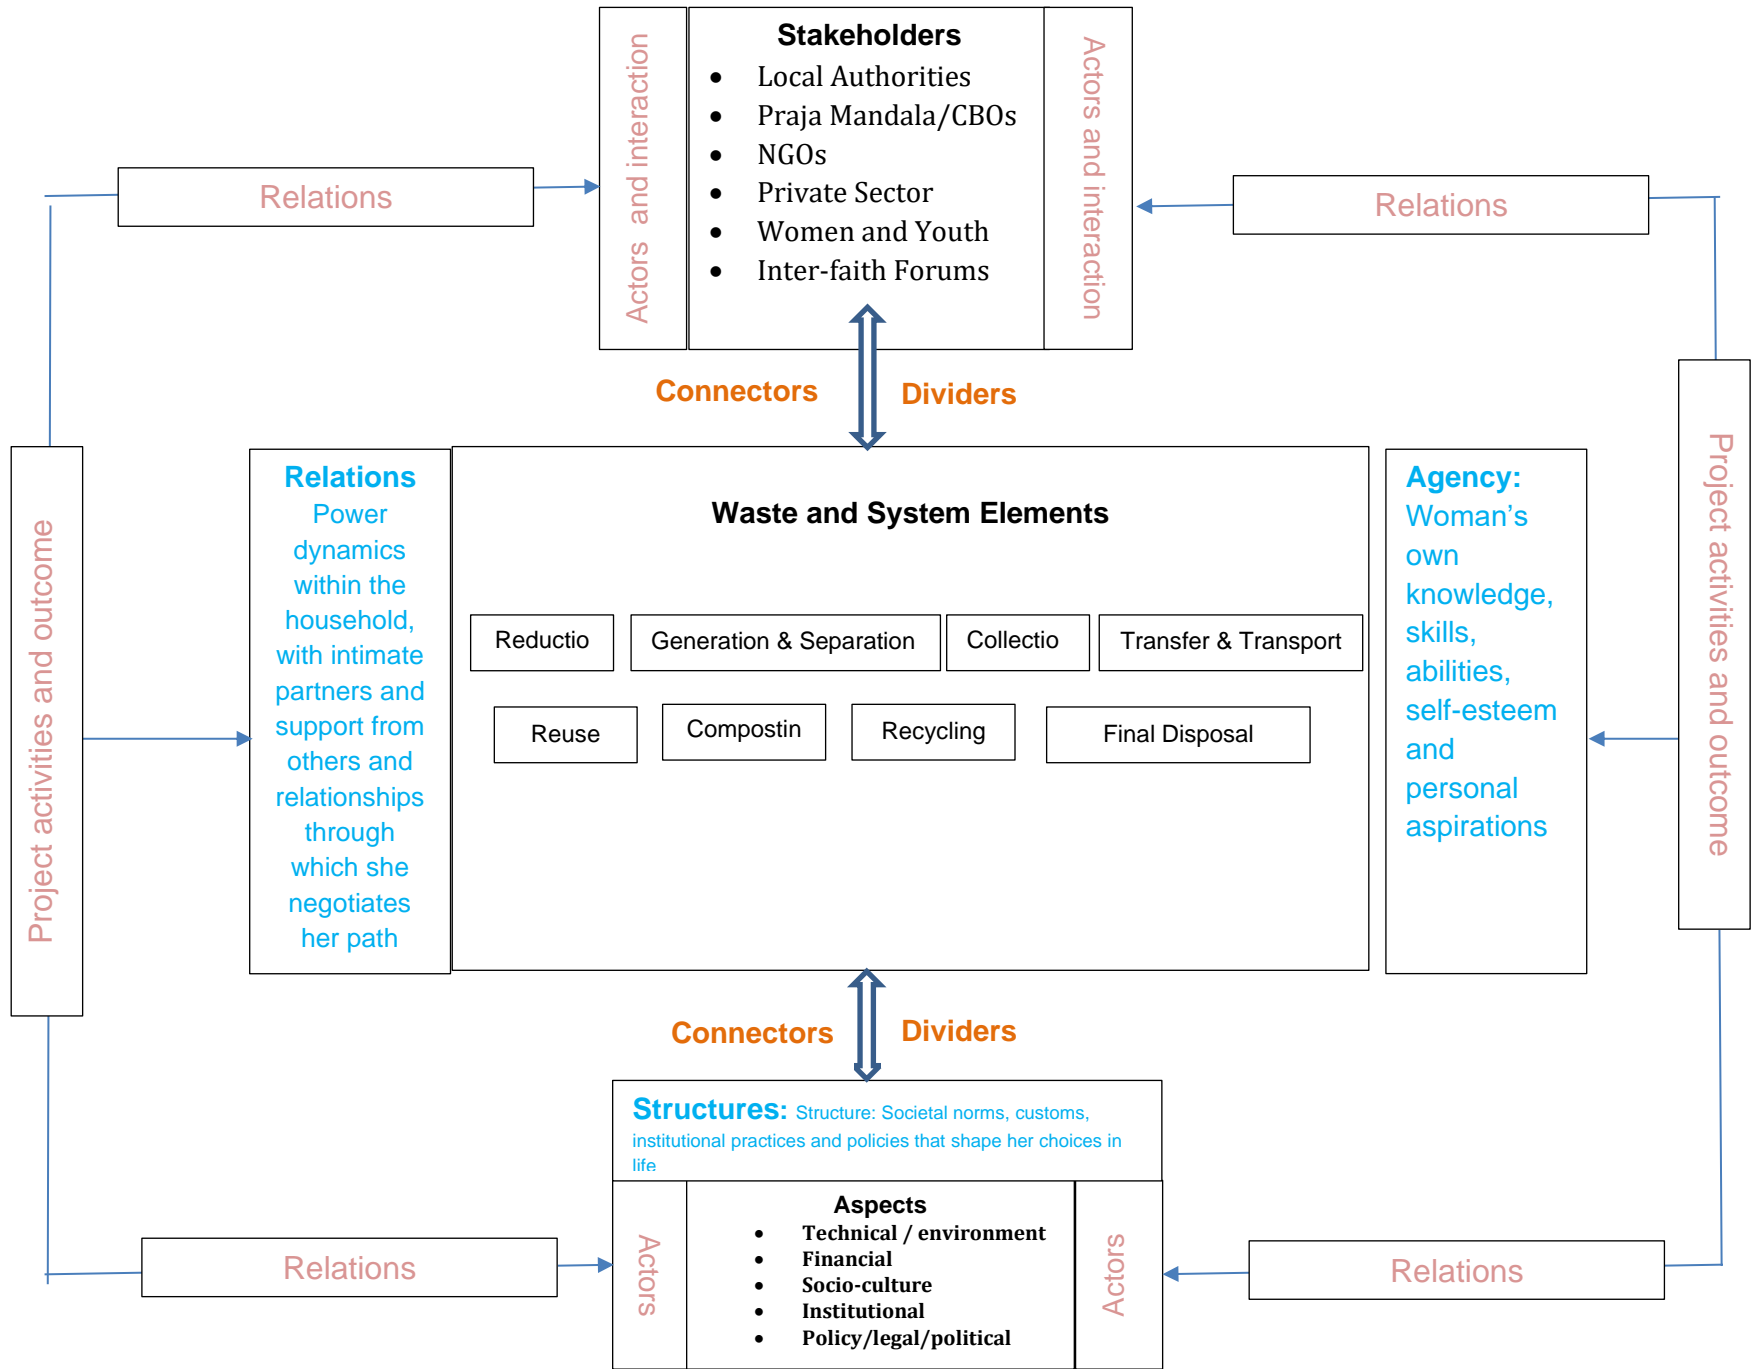 Stakeholders
• Local Authorities
• Praja Mandala/CBOs
• NGOs
• Private Sector
• Women and Youth
• Inter-faith Forums
Actors and interaction
Actors and interaction
Relations
Relations
Connectors
Dividers
Project activities and outcome
Relations
Power
dynamics
within the
household,
with intimate
partners and
support from
others and
relationships
through
which she
negotiates
her path
Waste and System Elements
Reductio
Generation & Separation
Collectio
Transfer & Transport
Reuse
Compostin
Recycling
Final Disposal
Agency:
Woman's
own
knowledge,
skills,
abilities,
self-esteem
and
personal
aspirations
Project activities and outcome
Connectors
Dividers
Structures: Structure: Societal norms, customs,
institutional practices and policies that shape her choices in
life
Actors
Aspects
• Technical / environment
• Financial
• Socio-culture
• Institutional
• Policy/legal/political
Actors
Relations
Relations